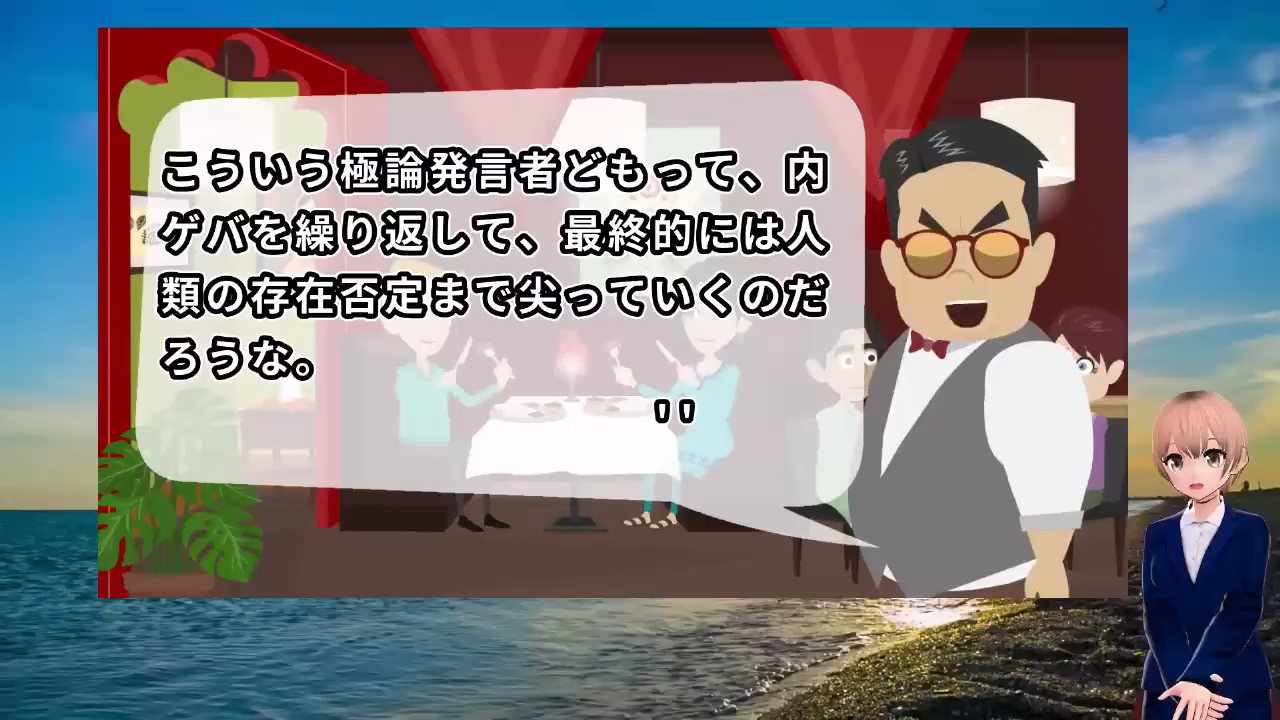 こういう極論発言者どもって、内
ゲバを繰り返して、最終的には人
類の存在否定まで尖っていくのだ
ろうな。
"